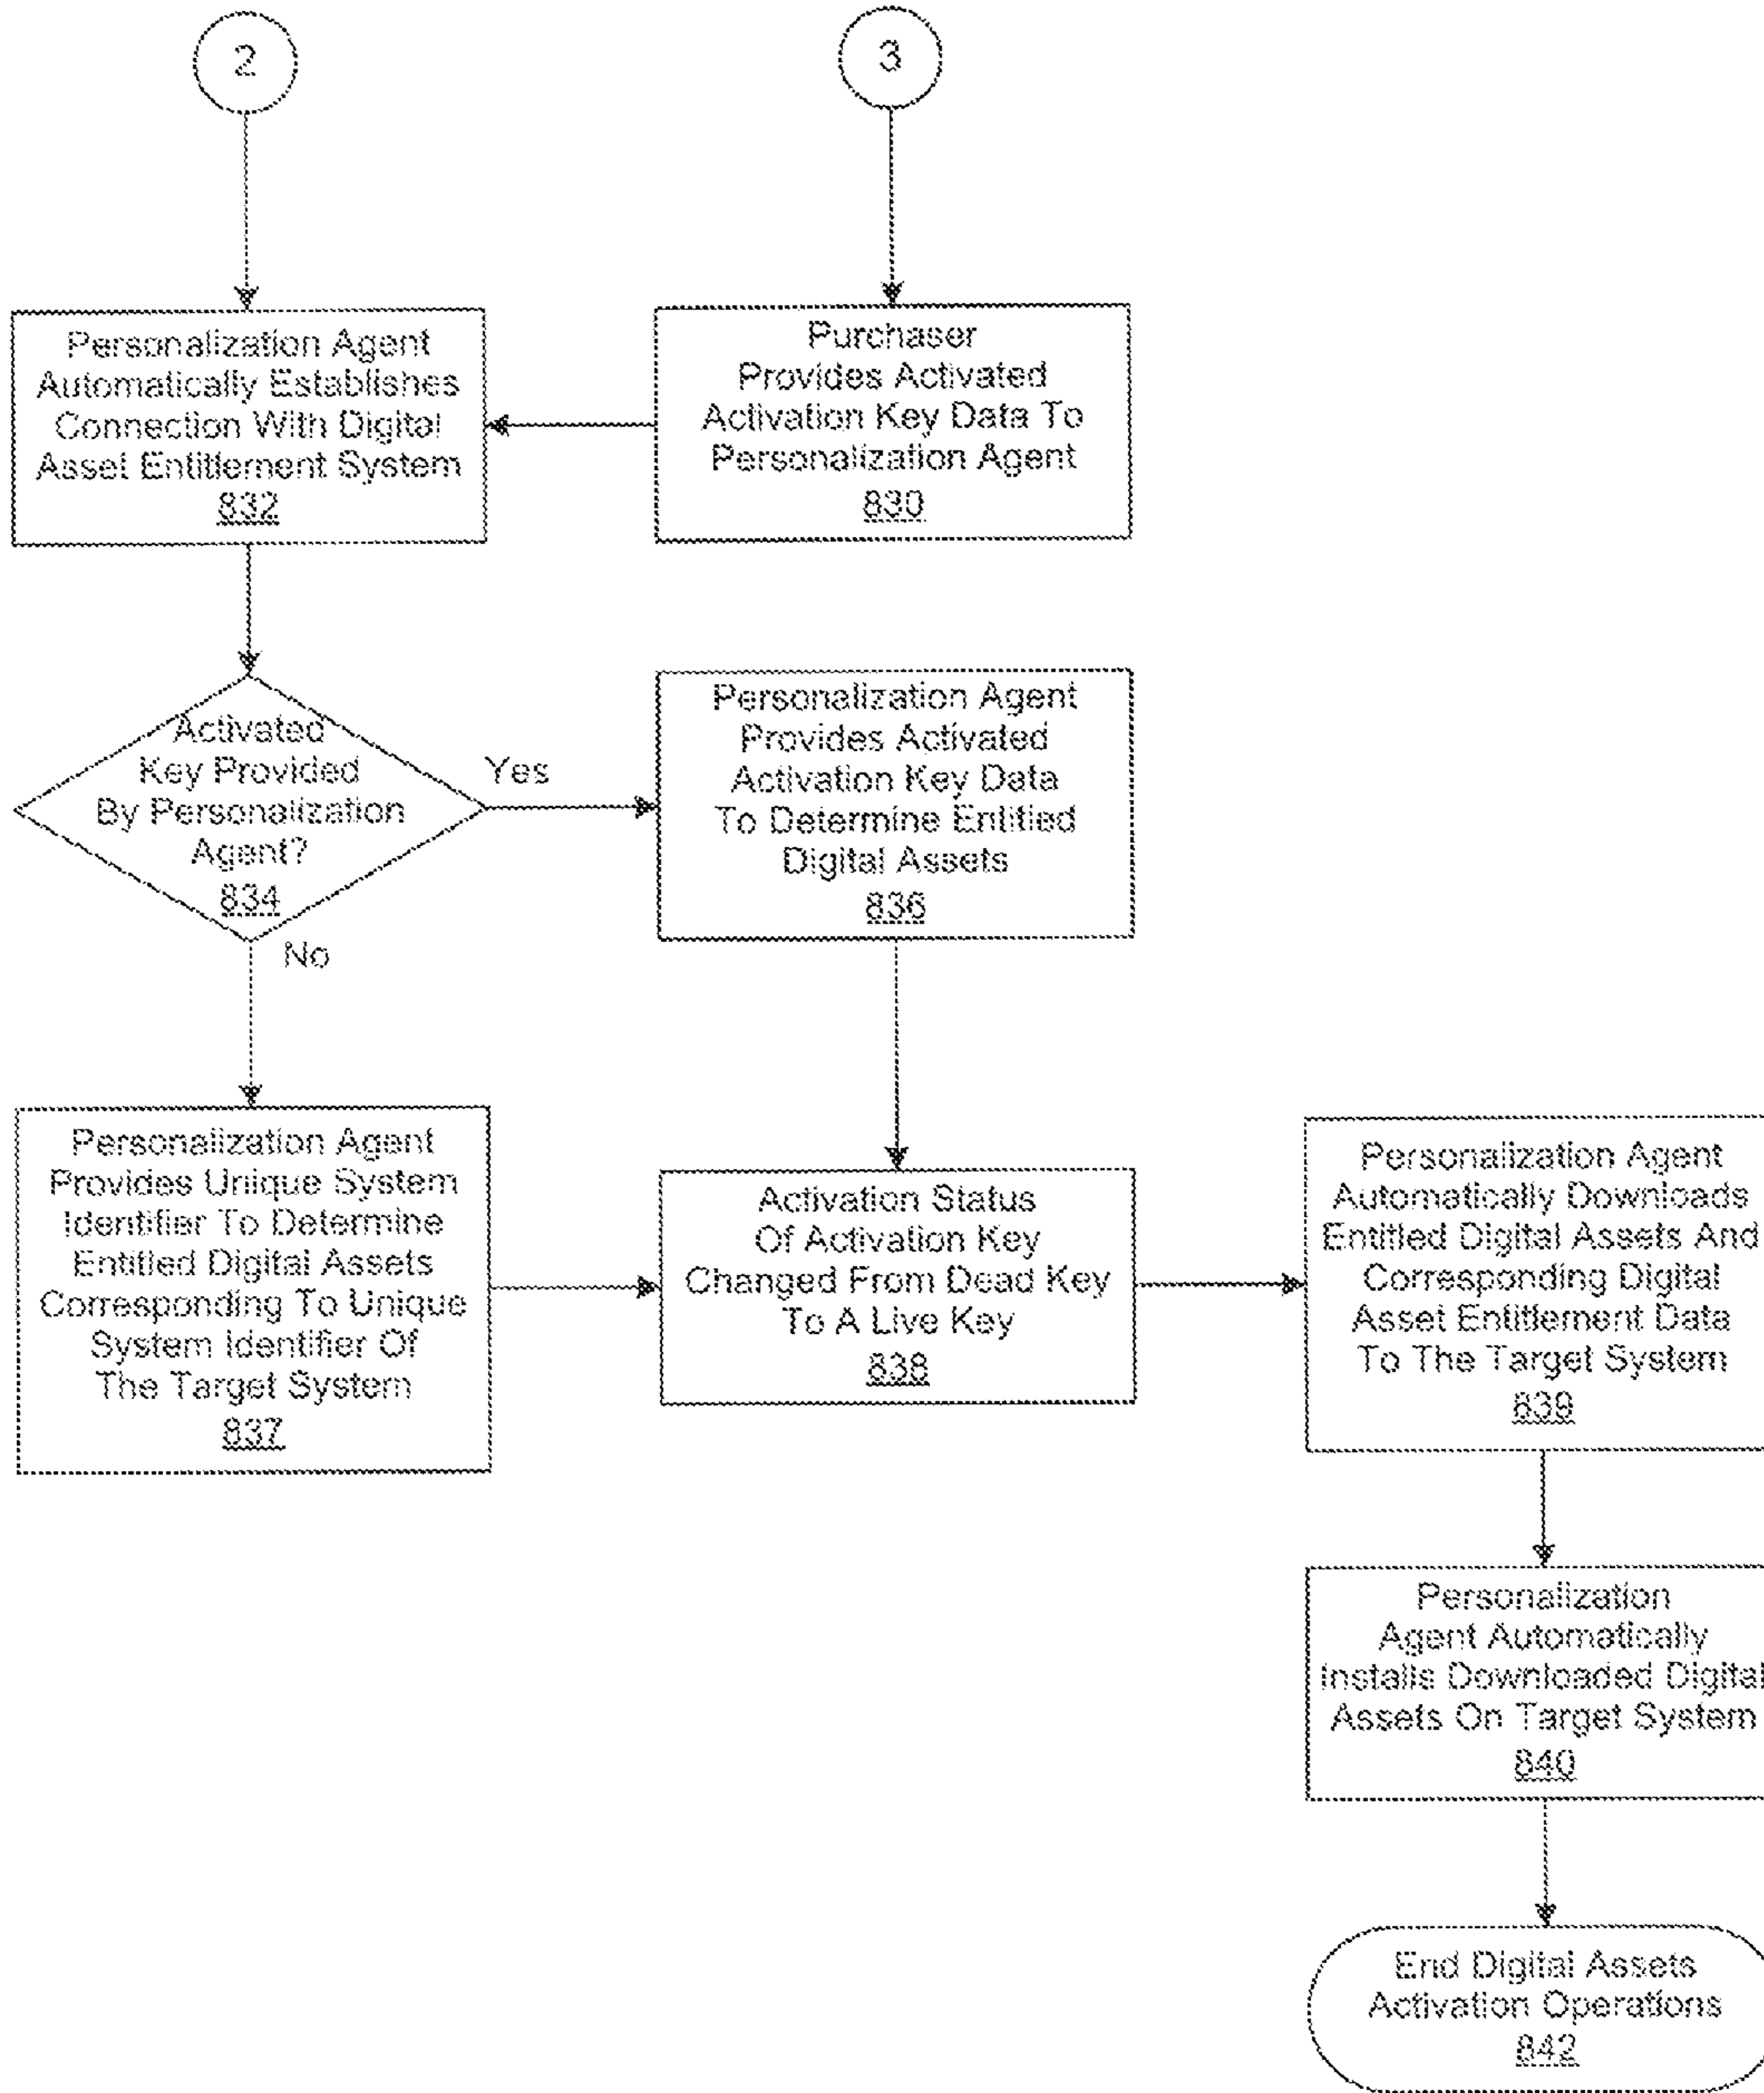 2
3
Personalization Agent
Automatically Establishes
Connection With Digital
Asset Entitlement System
832
Purchaser
Provides Activated
Activation Key Data To
Personalization Agent
830
Activated
Key Provided
By Personalization
Agent?
834
Yes
No
Personalization Agent
Provides Activated
Activation Key Data
To Determine Entitled
Digital Assets
836
Personalization Agent
Provides Unique System
Identifier To Determine
Entitled Digital Assets
Corresponding To Unique
System Identifier Of
The Target System
837
Activation Status
Of Activation Key
Changed From Dead Key
To A Live Key
838
Personalization Agent
Automatically Downloads
Entitled Digital Assets And
Corresponding Digital
Asset Entitlement Data
To The Target System
839
Personalization
Agent Automatically
Installs Downloaded Digital
Assets On Target System
840
End Digital Assets
Activation Operations
842